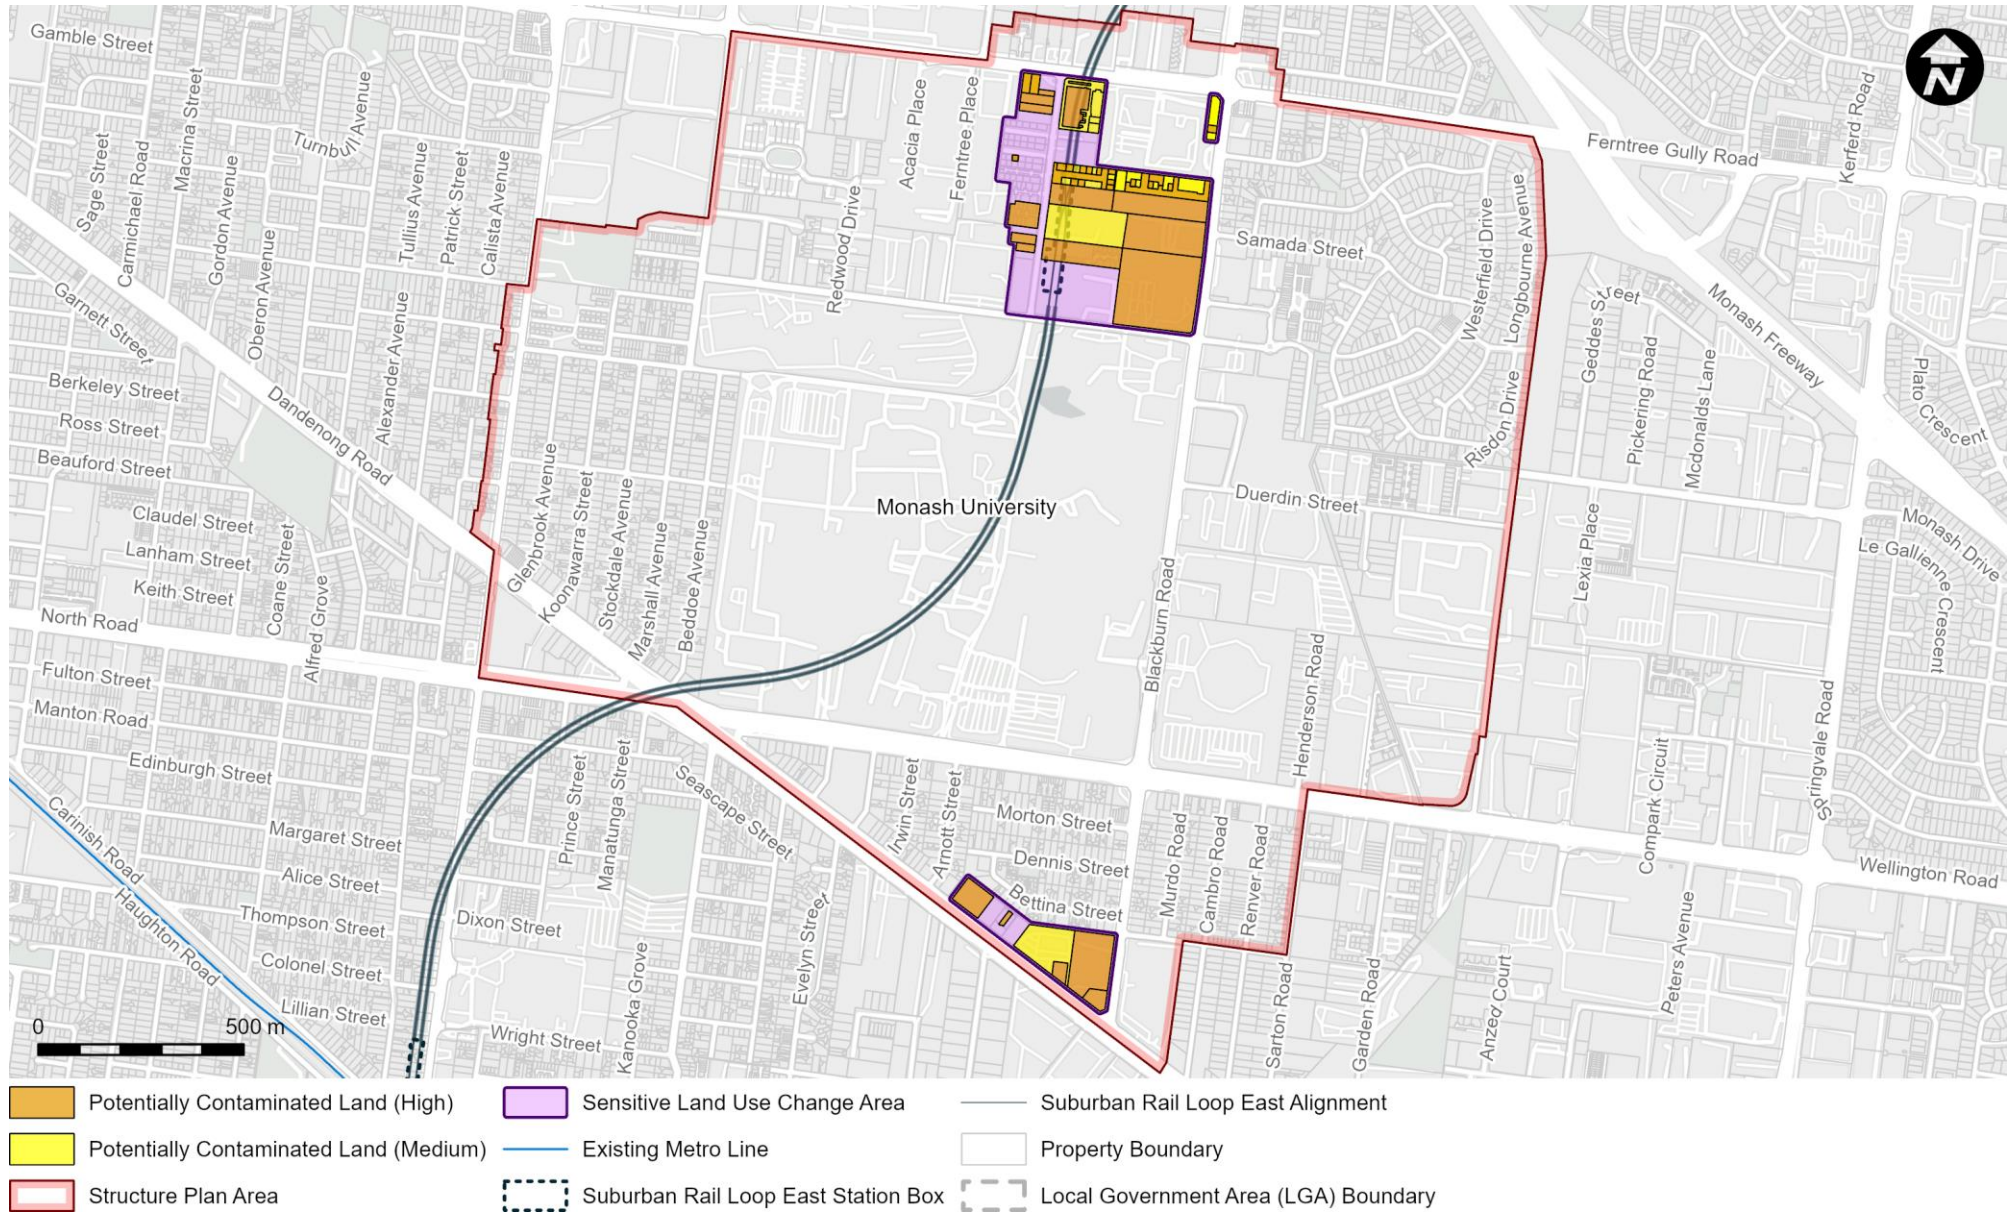 Gamble Street
Sage Street
Carmichael Road
Macrina Street
Gordon Avenue
Oberon Avenue
Turnbull Avenue
Tullius Avenue
Patrick Street
Calista Avenue
Acacia Place
Ferntree Place
Redwood Drive
Samada Street
Westerfield Drive
Longbourne Avenue
Ferntree Gully Road
Kerferd Road
N
Garnett Street
Berkeley Street
Ross Street
Beauford Street
Alexander Avenue
Dandenong Road
Geddes Street
Pickering Road
Mcdonalds Lane
Monash Freeway
Plato Crescent
Risdon Drive
Claudel Street
Lanham Street
Keith Street
Coane Street
Alfred Grove
Glenbrook Avenue
Koonawarra Street
Stockdale Avenue
Marshall Avenue
Beddoe Avenue
Monash University
Duerdin Street
Blackburn Road
Lexia Place
Monash Drive
Le Gallienne Crescent
North Road
Fulton Street
Manton Road
Edinburgh Street
Henderson Road
Springvale Road
Compark Circuit
Wellington Road
Carinish Road
Haughton Road
Margaret Street
Alice Street
Thompson Street
Colonel Street
Lillian Street
Prince Street
Manatunga Street
Seascape Street
Irwin Street
Arnott Street
Morton Street
Dennis Street
Bettina Street
Murdo Road
Cambro Road
Renver Road
Dixon Street
Wright Street
Kanooka Grove
Evelyn Street
Sarton Road
Garden Road
Anzed Court
Peters Avenue
0 500 m
Potentially Contaminated Land (High)
Potentially Contaminated Land (Medium)
Structure Plan Area
Sensitive Land Use Change Area
Existing Metro Line
Suburban Rail Loop East Station Box
Suburban Rail Loop East Alignment
Property Boundary
Local Government Area (LGA) Boundary